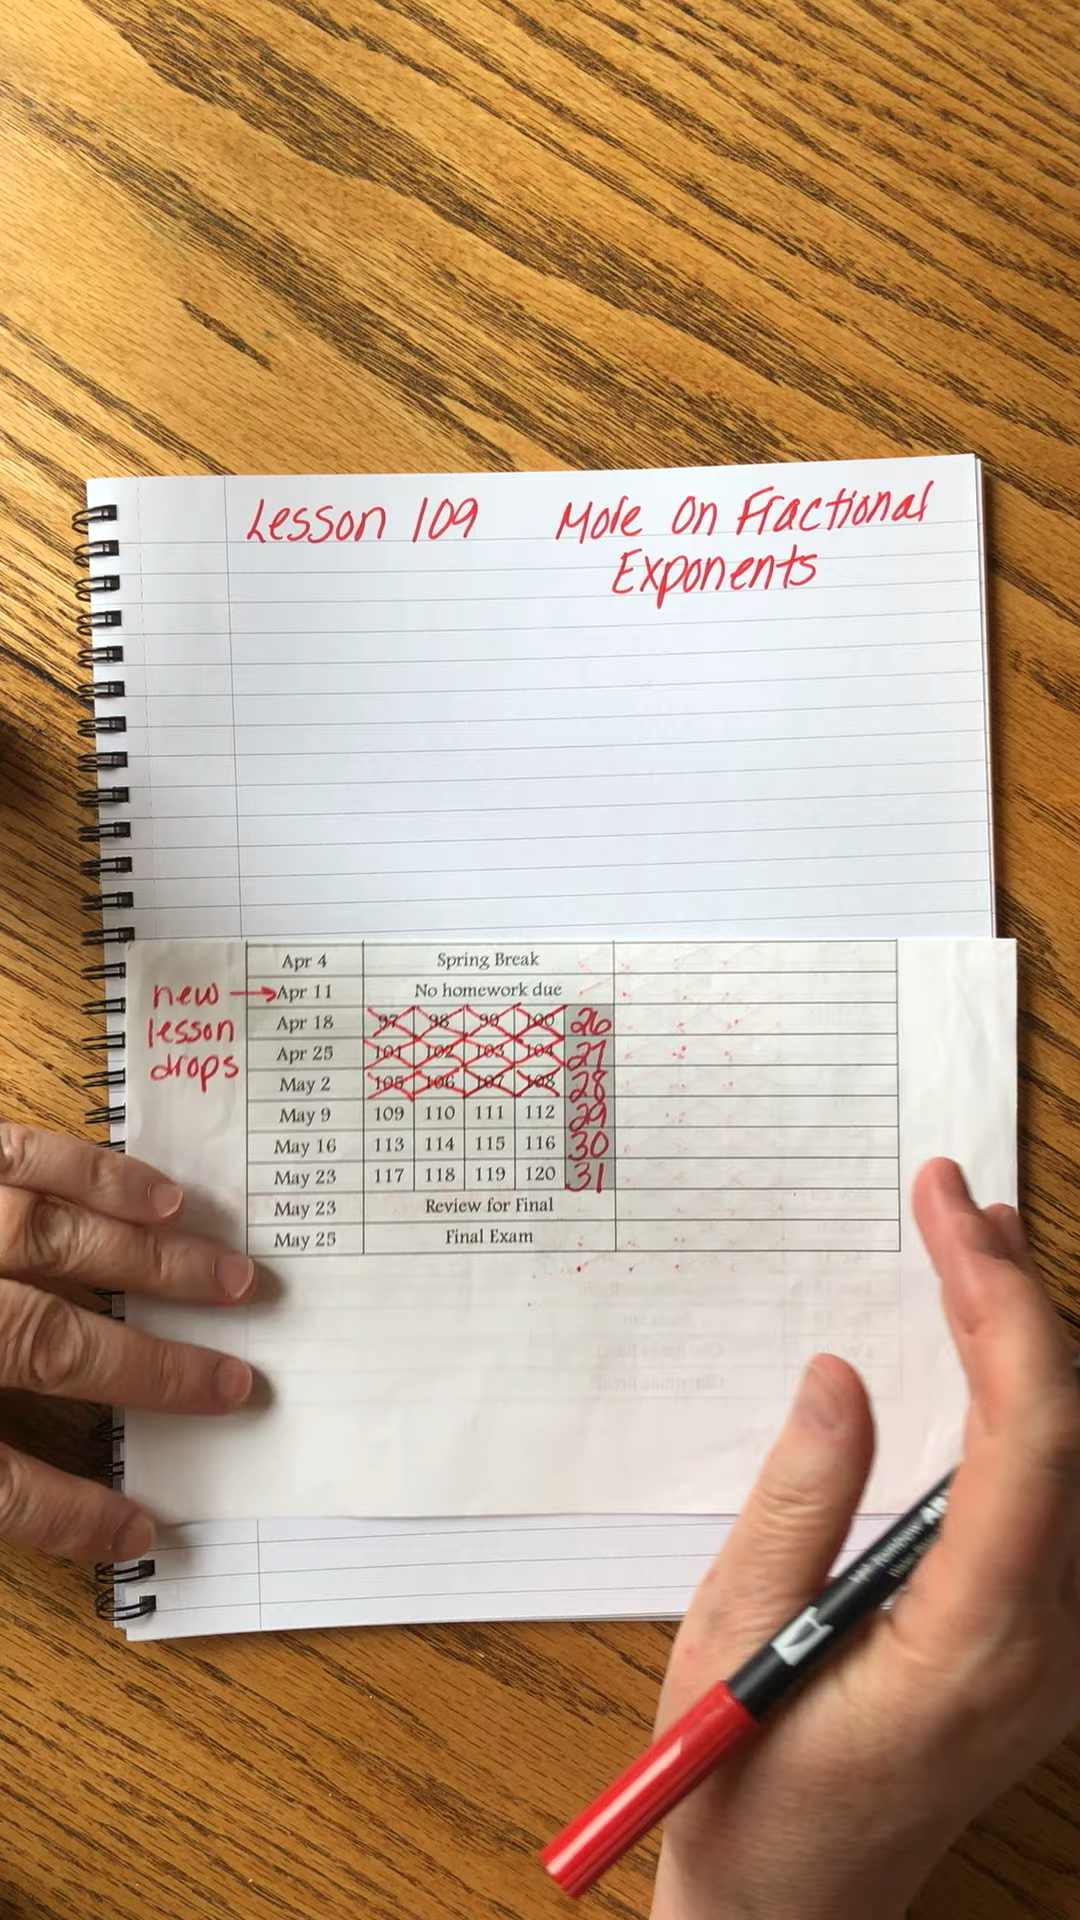 Lesson 109 More On Fractional
Exponents
Apr 4 Spring Break
new → Apr 11 No homework due
lesson
drops
Apr 18 97 98 99 100 26
Apr 25 101 102 103 104 27
May 2 105 106 107 108 28
May 9 109 110 111 112 29
May 16 113 114 115 116 30
May 23 117 118 119 120 31
May 23 Review for Final
May 25 Final Exam